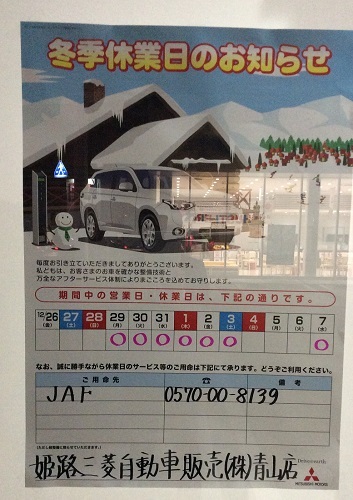 冬季休業日のお知らせ
毎度お引き立ていただきましてありがとうございます。
私どもは、お客さまのお車を確かな整備技術と
万全なアフターサービス体制によりまごころを込めてお守りします。
期間中の営業日・休業日は、下記の通りです。
12/26 27 28 29 30 31 1 2 3 4 5 6 7
金 土 日 月 火 水 木 金 土 日 月 火 水
なお、誠に勝手ながら休業日のサービス等のご用命は下記にて承ります。どうぞご利用ください。
ご用命先 ☎ 備考
JAF 0570-00-8139
姫路三菱自動車販売(株)青山店
Drive@earth
MITSUBISHI MOTORS